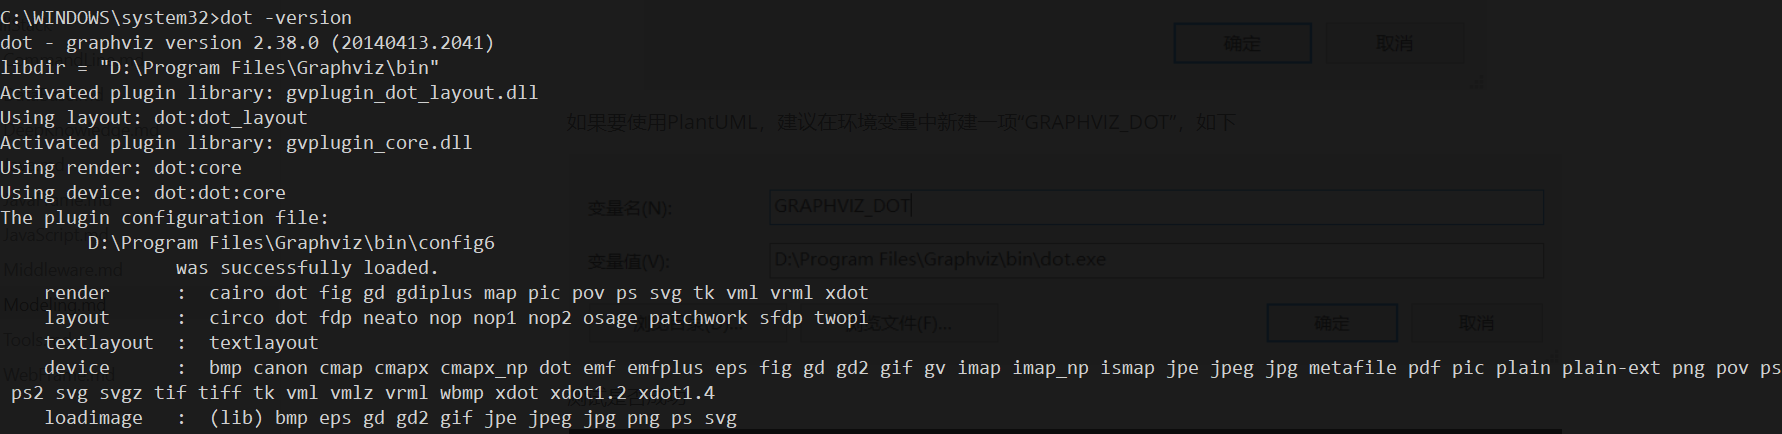 C:\WINDOWS\system32>dot -version
dot - graphviz version 2.38.0 (20140413.2041)
libdir = "D:\Program Files\Graphviz\bin"
Activated plugin library: gvplugin_dot_layout.dll
Using layout: dot:dot_layout
Activated plugin library: gvplugin_core.dll
Using render: dot:core
Using device: dot:dot:core
The plugin configuration file:
D:\Program Files\Graphviz\bin\config6
was successfully loaded.
render : cairo dot fig gd gdiplus map pic pov ps svg tk vml vrml xdot
layout : circo dot fdp neato nop nop1 nop2 osage patchwork sfdp twopi
textlayout : textlayout
device : bmp canon cmap cmapx cmapx_np dot emf emfplus eps fig gd gd2 gif gv imap imap_np ismap jpe jpeg jpg metafile pdf pic plain plain-ext png pov ps
ps2 svg svgz tif tiff tk vml vmlz vrml wbmp xdot xdot1.2 xdot1.4
loadimage : (lib) bmp eps gd gd2 gif jpe jpeg jpg png ps svg
确定 取消
如果要使用PlantUML，建议在环境变量中新建一项“GRAPHVIZ_DOT”，如下
变量名(N): GRAPHVIZ_DOT
变量值(V): D:\Program Files\Graphviz\bin\dot.exe
确定 取消
JavaScript.md
Middleware.md
Modeling.md
Tools